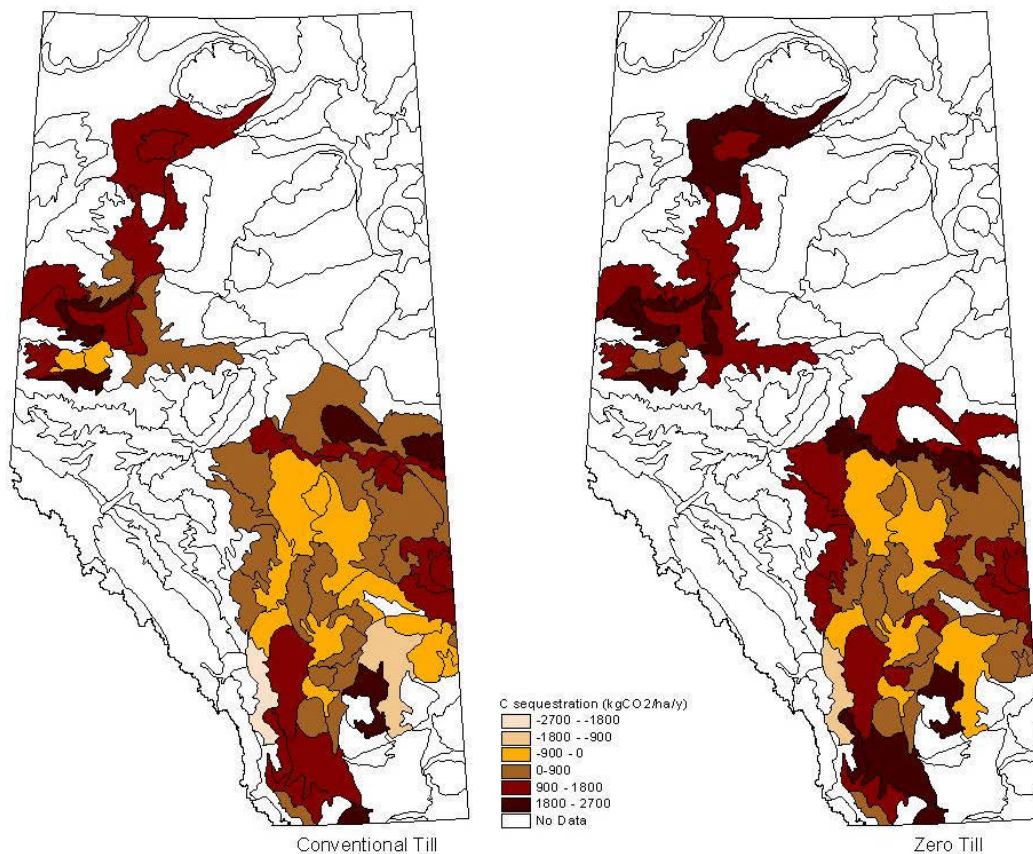 C sequestration (kgCO2/ha/y)
-2700 - -1800
-1800 - -900
-900 - 0
0-900
900 - 1800
1800 - 2700
No Data
Conventional Till
Zero Till